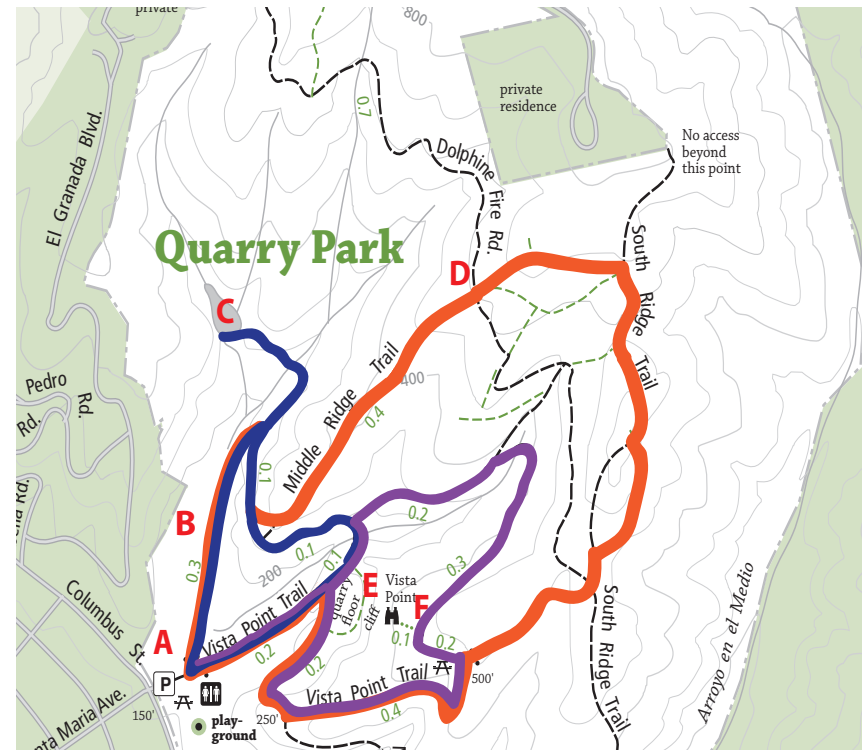 private
800
private
residence
No access
beyond
this point
El Granada Blvd.
0.7
Dolphine Fire Rd.
Quarry Park
D
South Ridge Trail
C
Pedro
Rd.
Rd.
400
Middle Ridge Trail
0.4
0.1
B
0.2
0.3
200
0.1
0.1
0.3
Columbus St.
E
quarry
floor
cliff
Vista
Point
F
0.1
0.2
A
Vista Point Trail
0.2
0.2
P
Vista Point Trail
500'
0.4
South Ridge Trail
Arroyo en el Medio
150'
250'
play-
ground
nta Maria Ave.
ella Rd.